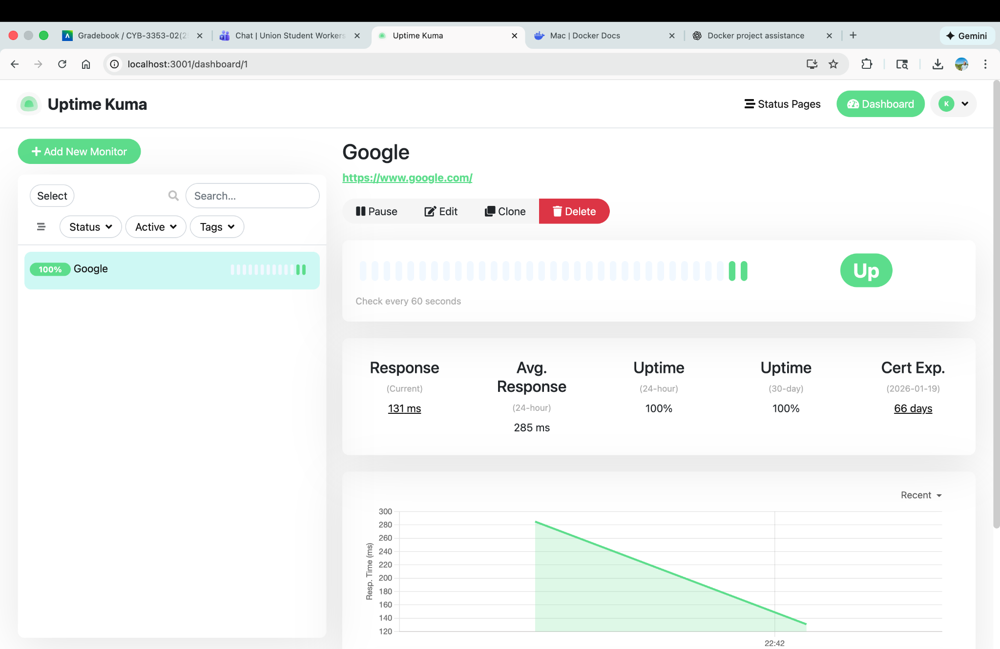 Gradebook / CYB-3353-02(2
Chat | Union Student Workers
Uptime Kuma
Mac | Docker Docs
Docker project assistance
Gemini
localhost:3001/dashboard/1
Uptime Kuma
Status Pages
Dashboard
K
Add New Monitor
Select
Search...
Status
Active
Tags
100% Google
Google
https://www.google.com/
Pause
Edit
Clone
Delete
Up
Check every 60 seconds
Response
(Current)
131 ms
Avg.
Response
(24-hour)
285 ms
Uptime
(24-hour)
100%
Uptime
(30-day)
100%
Cert Exp.
(2026-01-19)
66 days
Recent
Resp. Time (ms)
300
280
260
240
220
200
180
160
140
120
22:42